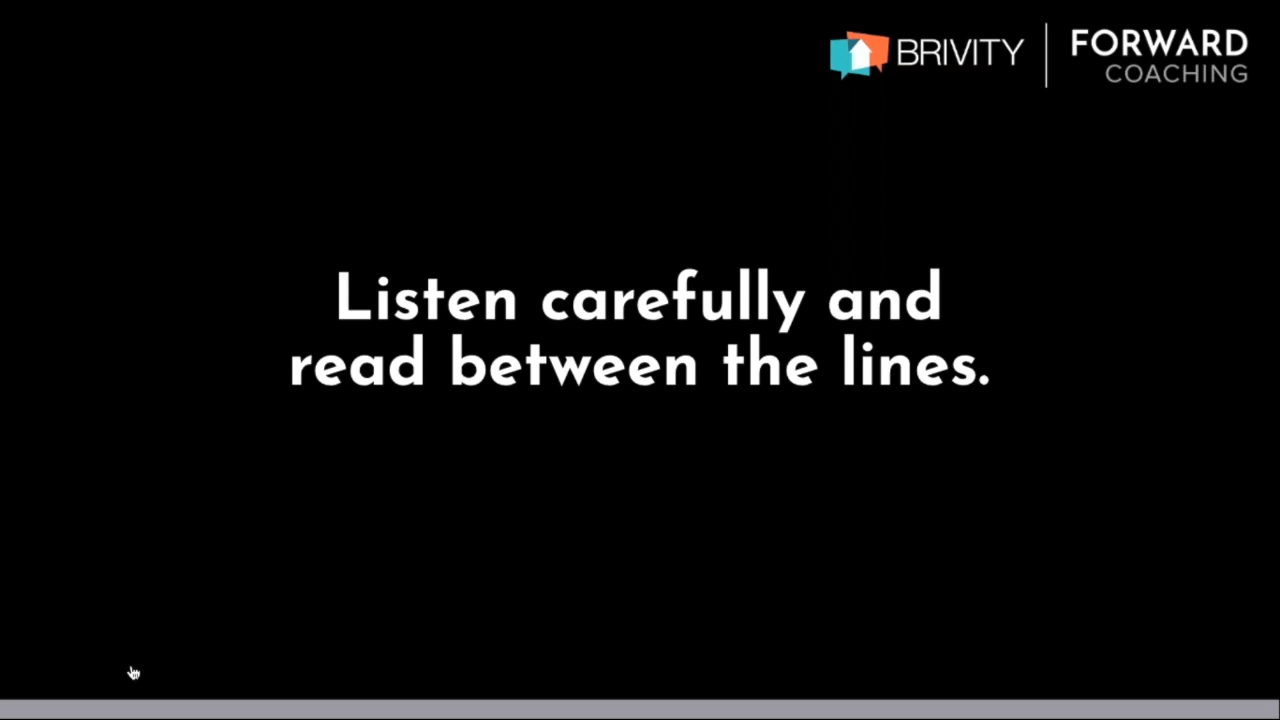 BRIVITY
FORWARD
COACHING
Listen carefully and
read between the lines.